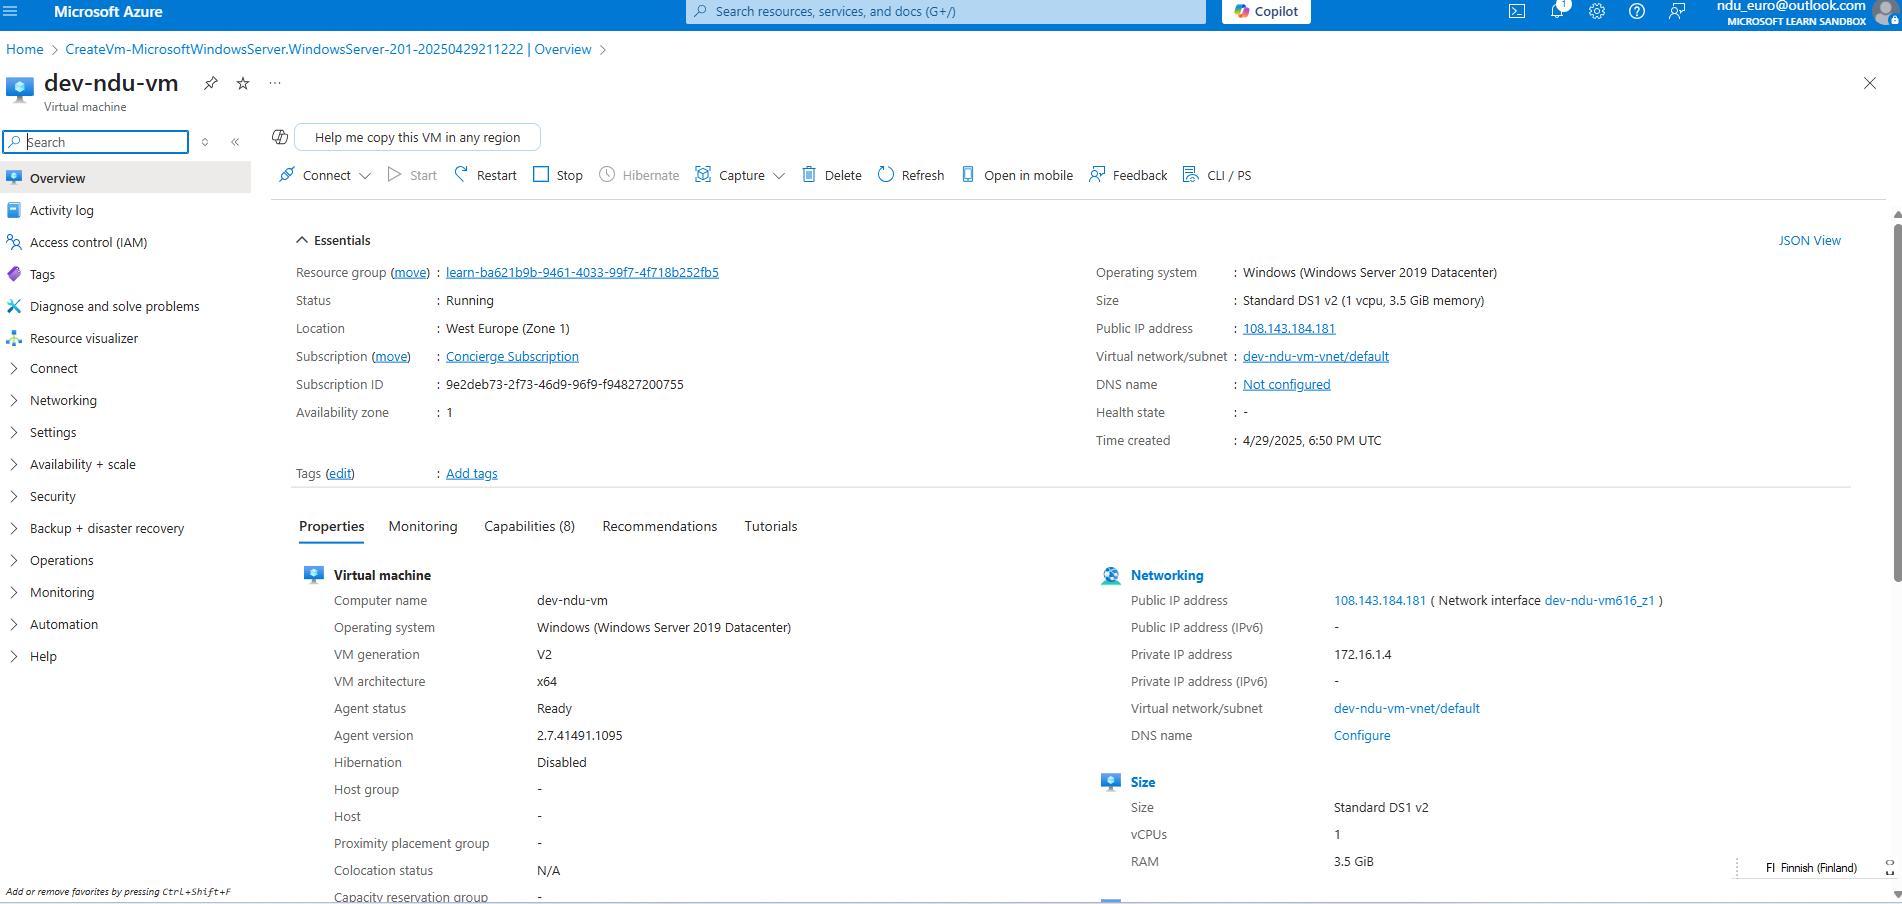 Microsoft Azure
Search resources, services, and docs (G+/)
Copilot
1
ndu_euro@outlook.com
MICROSOFT LEARN SANDBOX
Home > CreateVm-MicrosoftWindowsServer.WindowsServer-201-20250429211222 | Overview >
dev-ndu-vm
Virtual machine
Search
Help me copy this VM in any region
Connect Start Restart Stop Hibernate Capture Delete Refresh Open in mobile Feedback CLI / PS
Overview
Activity log
Access control (IAM)
Tags
Diagnose and solve problems
Resource visualizer
Connect
Networking
Settings
Availability + scale
Security
Backup + disaster recovery
Operations
Monitoring
Automation
Help
Add or remove favorites by pressing Ctrl+Shift+F
Essentials
JSON View
Resource group (move) : learn-ba621b9b-9461-4033-99f7-4f718b252fb5
Status : Running
Location : West Europe (Zone 1)
Subscription (move) : Concierge Subscription
Subscription ID : 9e2deb73-2f73-46d9-96f9-f94827200755
Availability zone : 1
Operating system : Windows (Windows Server 2019 Datacenter)
Size : Standard DS1 v2 (1 vcpu, 3.5 GiB memory)
Public IP address : 108.143.184.181
Virtual network/subnet : dev-ndu-vm-vnet/default
DNS name : Not configured
Health state : -
Time created : 4/29/2025, 6:50 PM UTC
Tags (edit) : Add tags
Properties Monitoring Capabilities (8) Recommendations Tutorials
Virtual machine
Computer name dev-ndu-vm
Operating system Windows (Windows Server 2019 Datacenter)
VM generation V2
VM architecture x64
Agent status Ready
Agent version 2.7.41491.1095
Hibernation Disabled
Host group -
Host -
Proximity placement group -
Colocation status N/A
Capacity reservation group -
Networking
Public IP address 108.143.184.181 ( Network interface dev-ndu-vm616_z1 )
Public IP address (IPv6) -
Private IP address 172.16.1.4
Private IP address (IPv6) -
Virtual network/subnet dev-ndu-vm-vnet/default
DNS name Configure
Size
Size Standard DS1 v2
vCPUs 1
RAM 3.5 GiB
FI Finnish (Finland)